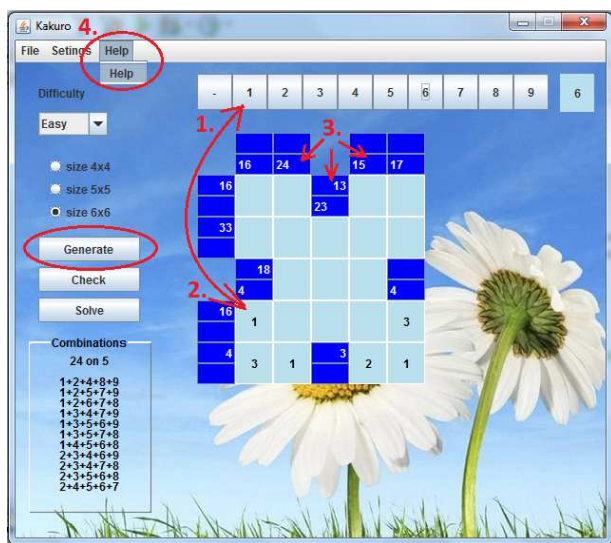 Kakuro
4.
File Setings Help
Help
Difficulty
- 1 2 3 4 5 6 7 8 9 6
Easy
1.
3.
size 4x4
size 5x5
size 6x6
16 24 15 17
16 13
23
33
Generate
18
Check
4 4
2.
Solve
16 1 3
Combinations
4 3 1 3 2 1
24 on 5
1+2+4+8+9
1+2+5+7+9
1+2+6+7+8
1+3+4+7+9
1+3+5+6+9
1+3+5+7+8
1+4+5+6+8
2+3+4+6+9
2+3+4+7+8
2+3+5+6+8
2+4+5+6+7